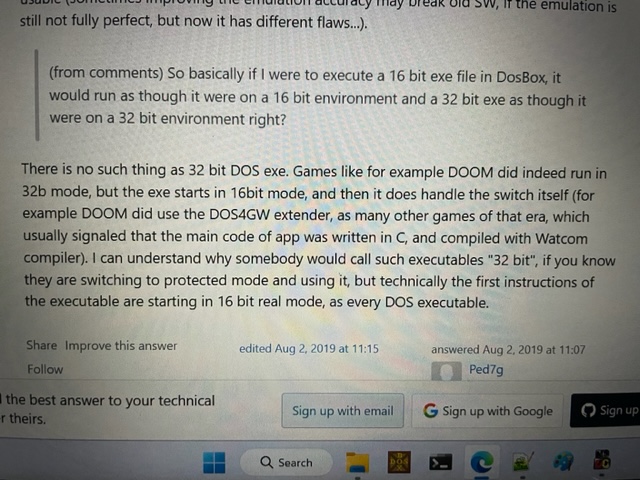 usable (sometimes improving the emulation accuracy may break old SW, if the emulation is
still not fully perfect, but now it has different flaws...).
(from comments) So basically if I were to execute a 16 bit exe file in DosBox, it
would run as though it were on a 16 bit environment and a 32 bit exe as though it
were on a 32 bit environment right?
There is no such thing as 32 bit DOS exe. Games like for example DOOM did indeed run in
32b mode, but the exe starts in 16bit mode, and then it does handle the switch itself (for
example DOOM did use the DOS4GW extender, as many other games of that era, which
usually signaled that the main code of app was written in C, and compiled with Watcom
compiler). I can understand why somebody would call such executables "32 bit", if you know
they are switching to protected mode and using it, but technically the first instructions of
the executable are starting in 16 bit real mode, as every DOS executable.
Share Improve this answer
edited Aug 2, 2019 at 11:15
answered Aug 2, 2019 at 11:07
Follow
Ped7g
the best answer to your technical
r theirs.
Sign up with email
Sign up with Google
Sign up
Search